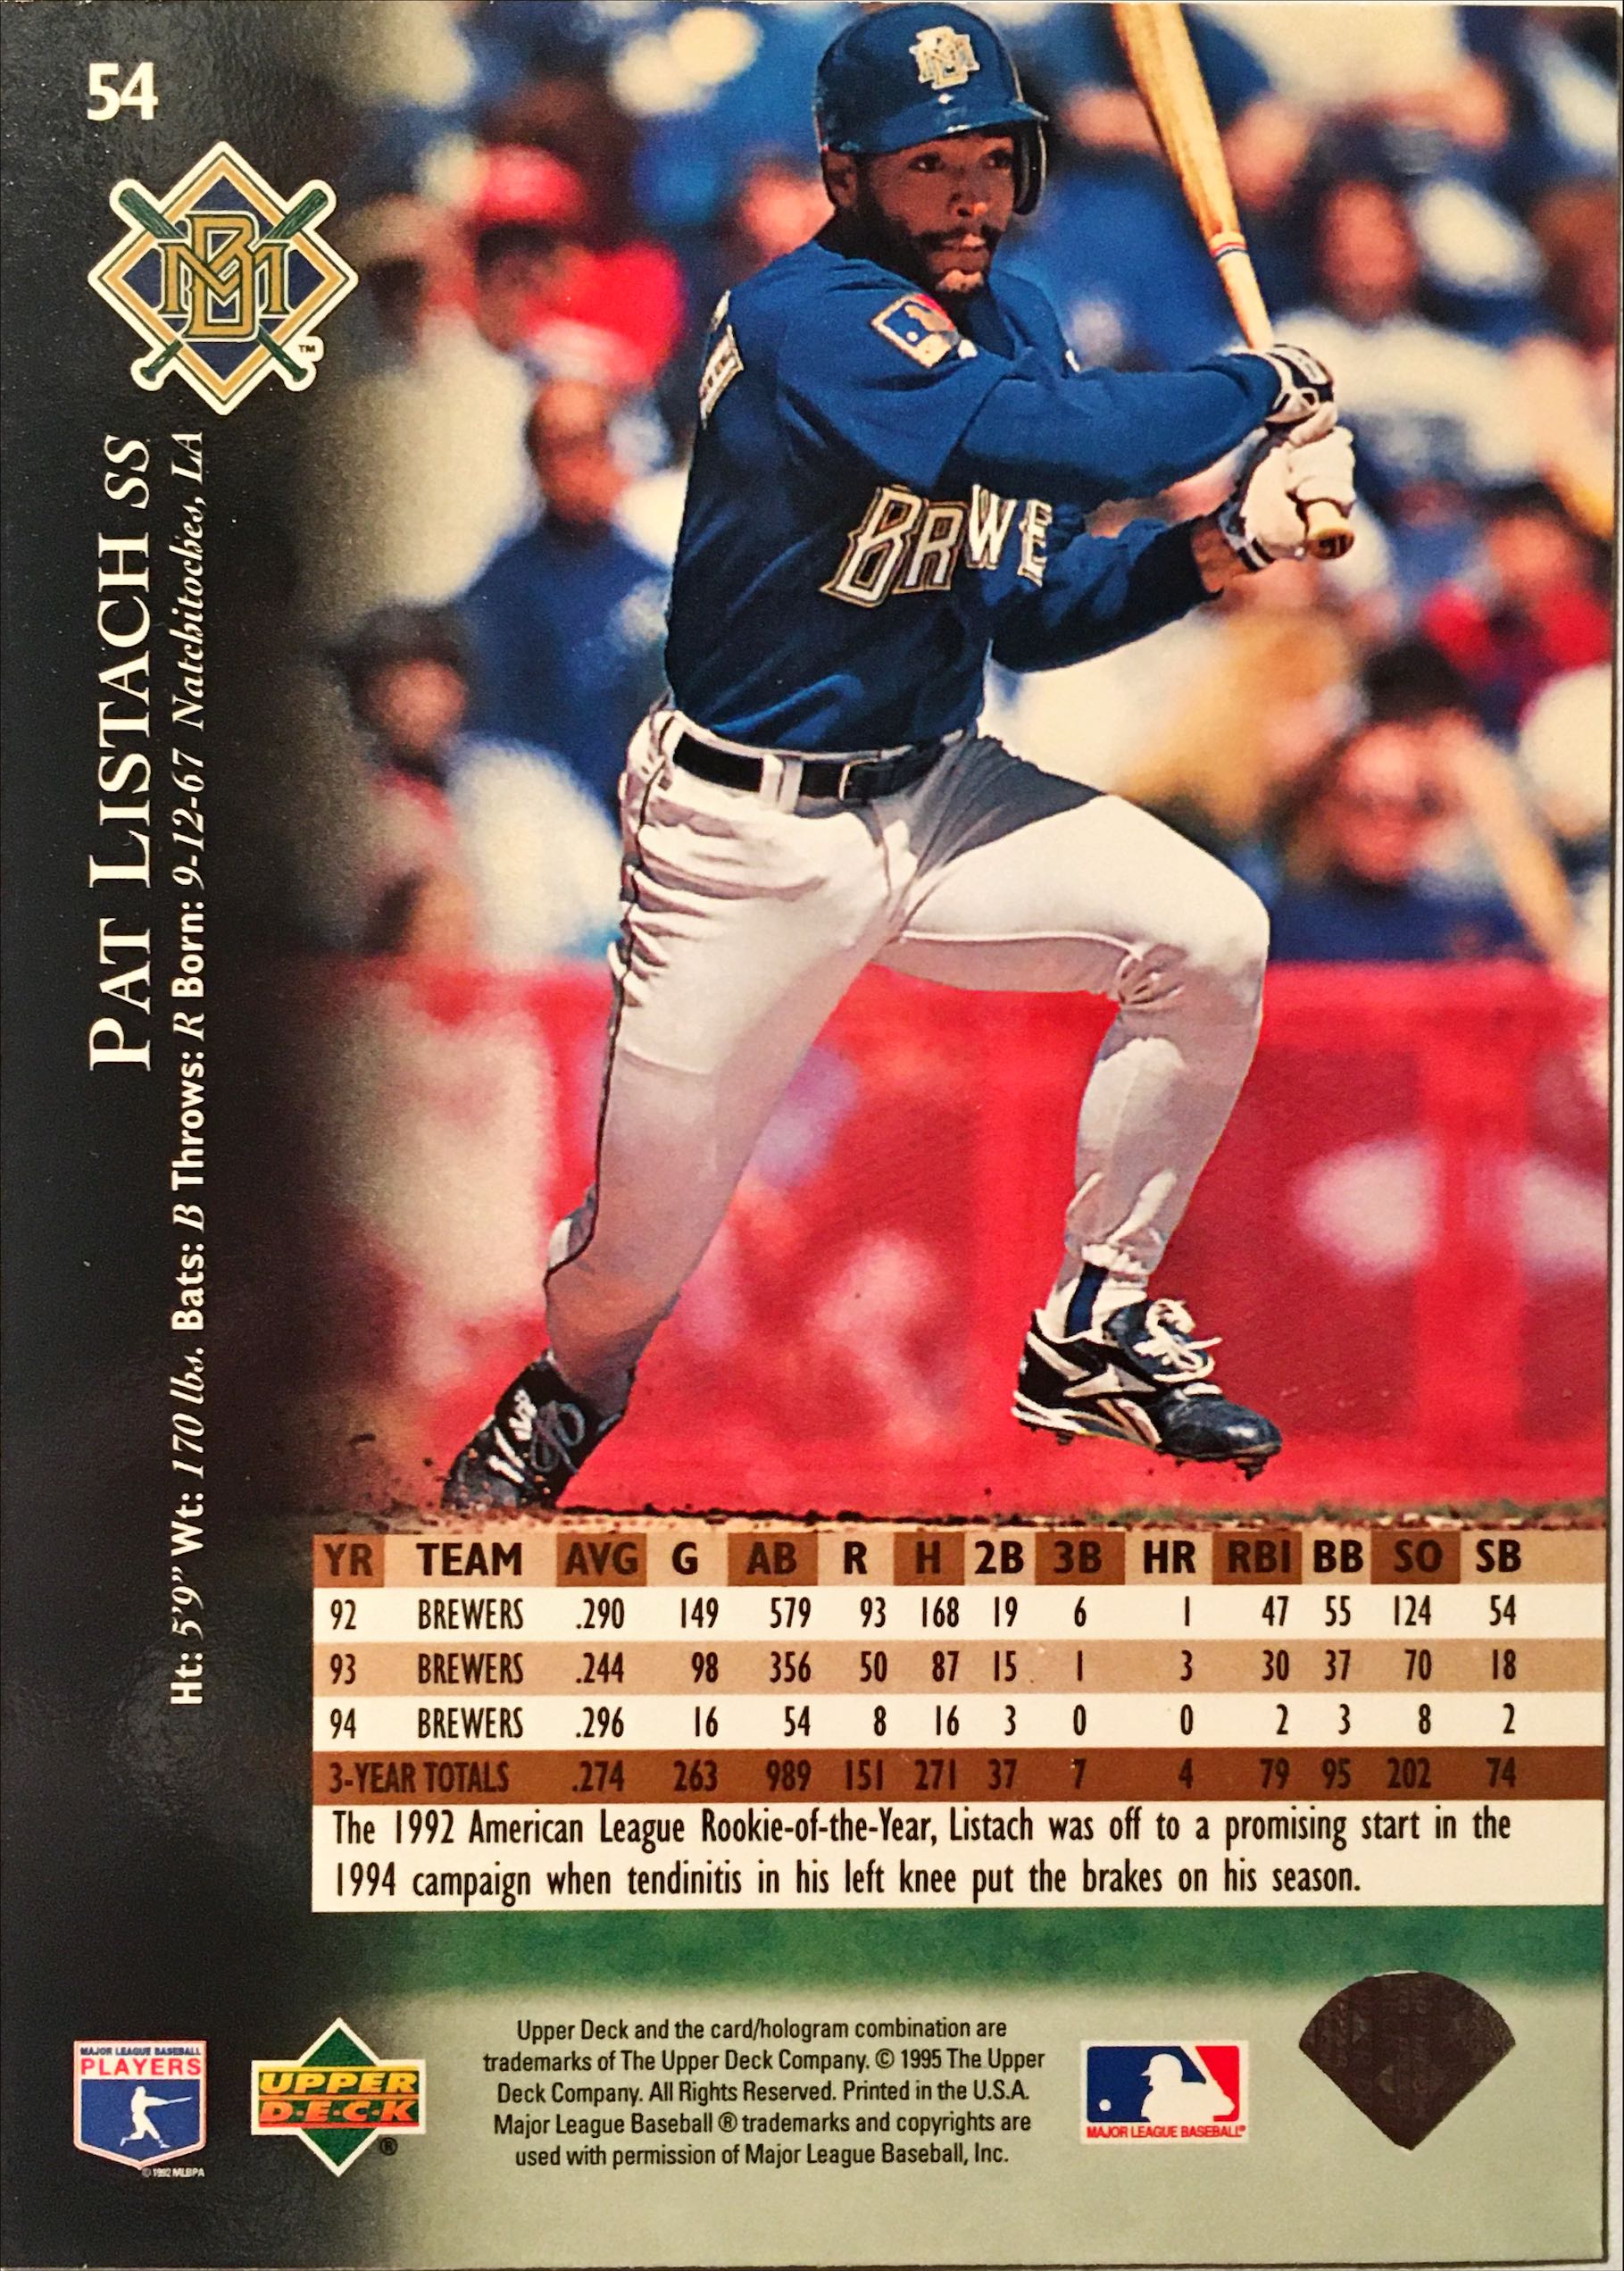 54
BM
TM
PAT LISTACH SS
Ht: 5'9" Wt: 170 lbs. Bats: B Throws: R Born: 9-12-67 Natchitoches, LA
BRWE
YR TEAM AVG G AB R H 2B 3B HR RBI BB SO SB
92 BREWERS .290 149 579 93 168 19 6 1 47 55 124 54
93 BREWERS .244 98 356 50 87 15 1 3 30 37 70 18
94 BREWERS .296 16 54 8 16 3 0 0 2 3 8 2
3-YEAR TOTALS .274 263 989 151 271 37 7 4 79 95 202 74
The 1992 American League Rookie-of-the-Year, Listach was off to a promising start in the
1994 campaign when tendinitis in his left knee put the brakes on his season.
MAJOR LEAGUE BASEBALL
PLAYERS
© 1992 MLBPA
UPPER
D·E·C·K
®
Upper Deck and the card/hologram combination are
trademarks of The Upper Deck Company. © 1995 The Upper
Deck Company. All Rights Reserved. Printed in the U.S.A.
Major League Baseball ® trademarks and copyrights are
used with permission of Major League Baseball, Inc.
MAJOR LEAGUE BASEBALL®